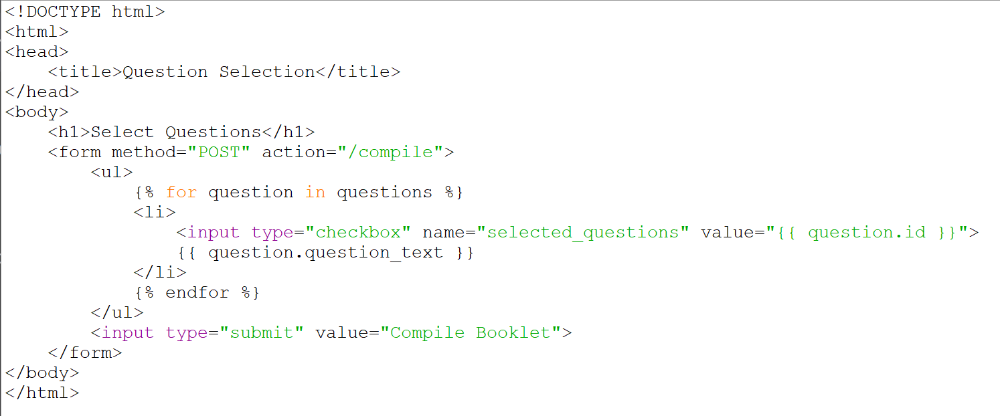 <!DOCTYPE html>
<html>
<head>
    <title>Question Selection</title>
</head>
<body>
    <h1>Select Questions</h1>
    <form method="POST" action="/compile">
        <ul>
            {% for question in questions %}
            <li>
                <input type="checkbox" name="selected_questions" value="{{ question.id }}">
                {{ question.question_text }}
            </li>
            {% endfor %}
        </ul>
        <input type="submit" value="Compile Booklet">
    </form>
</body>
</html>